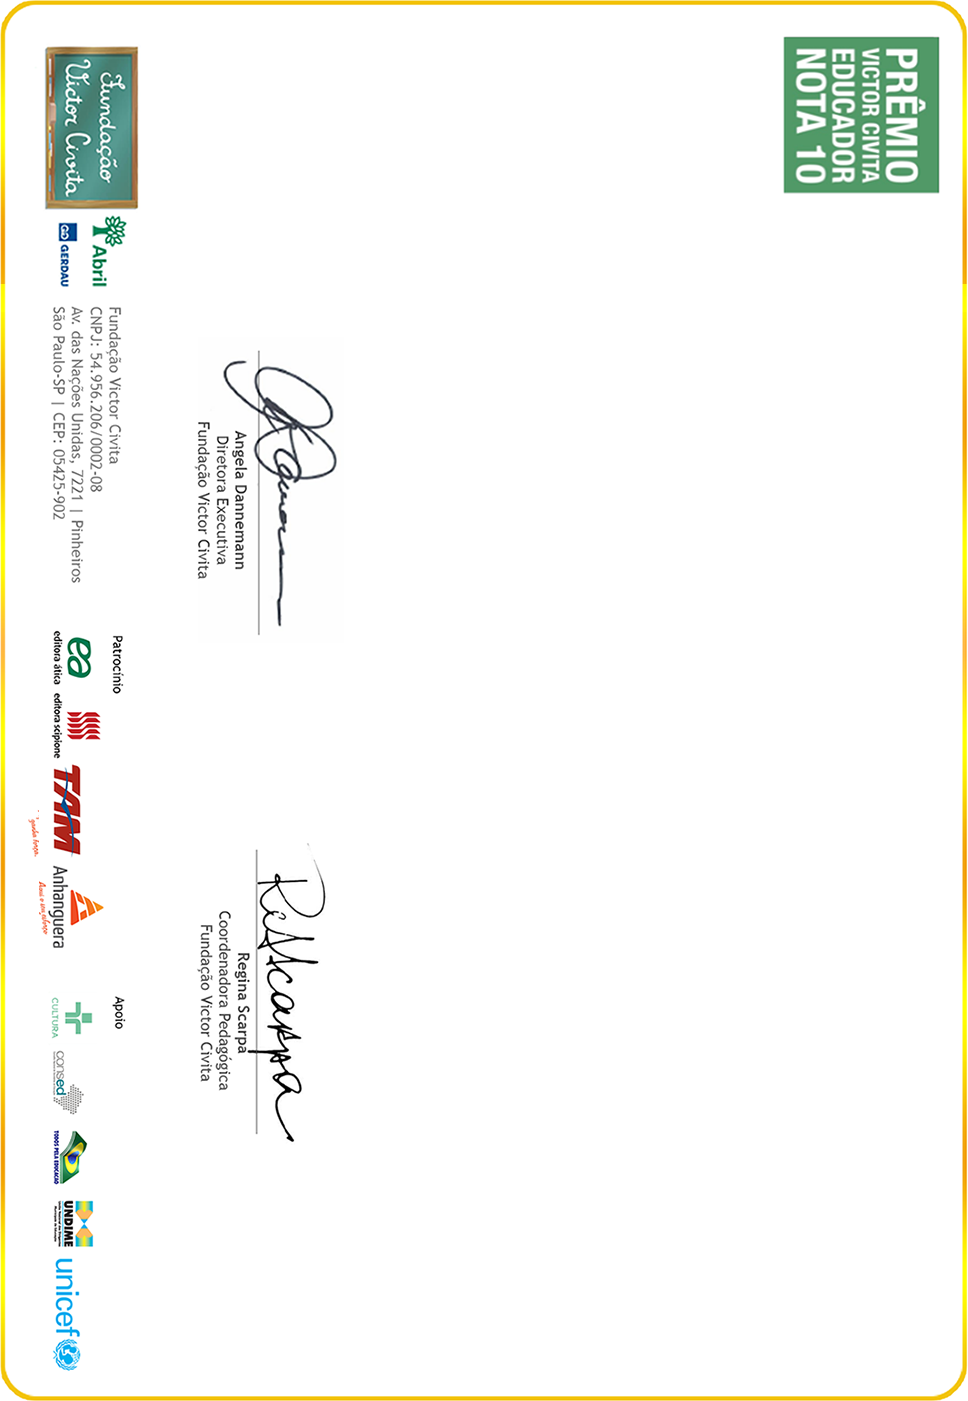 PRÊMIO
VICTOR CIVITA
EDUCADOR
NOTA 10
Angela Dannemann
Diretora Executiva
Fundação Victor Civita
Regina Scarpa
Coordenadora Pedagógica
Fundação Victor Civita
Fundação
Victor Civita
Abril
GERDAU
Fundação Victor Civita
CNPJ: 54.956.206/0002-08
Av. das Nações Unidas, 7221 | Pinheiros
São Paulo-SP | CEP: 05425-902
Patrocínio
ea
editora ática
editora scipione
TAM
Anhanguera
Apoio
CULTURA
consed
TODOS PELA EDUCAÇÃO
UNDIME
unicef